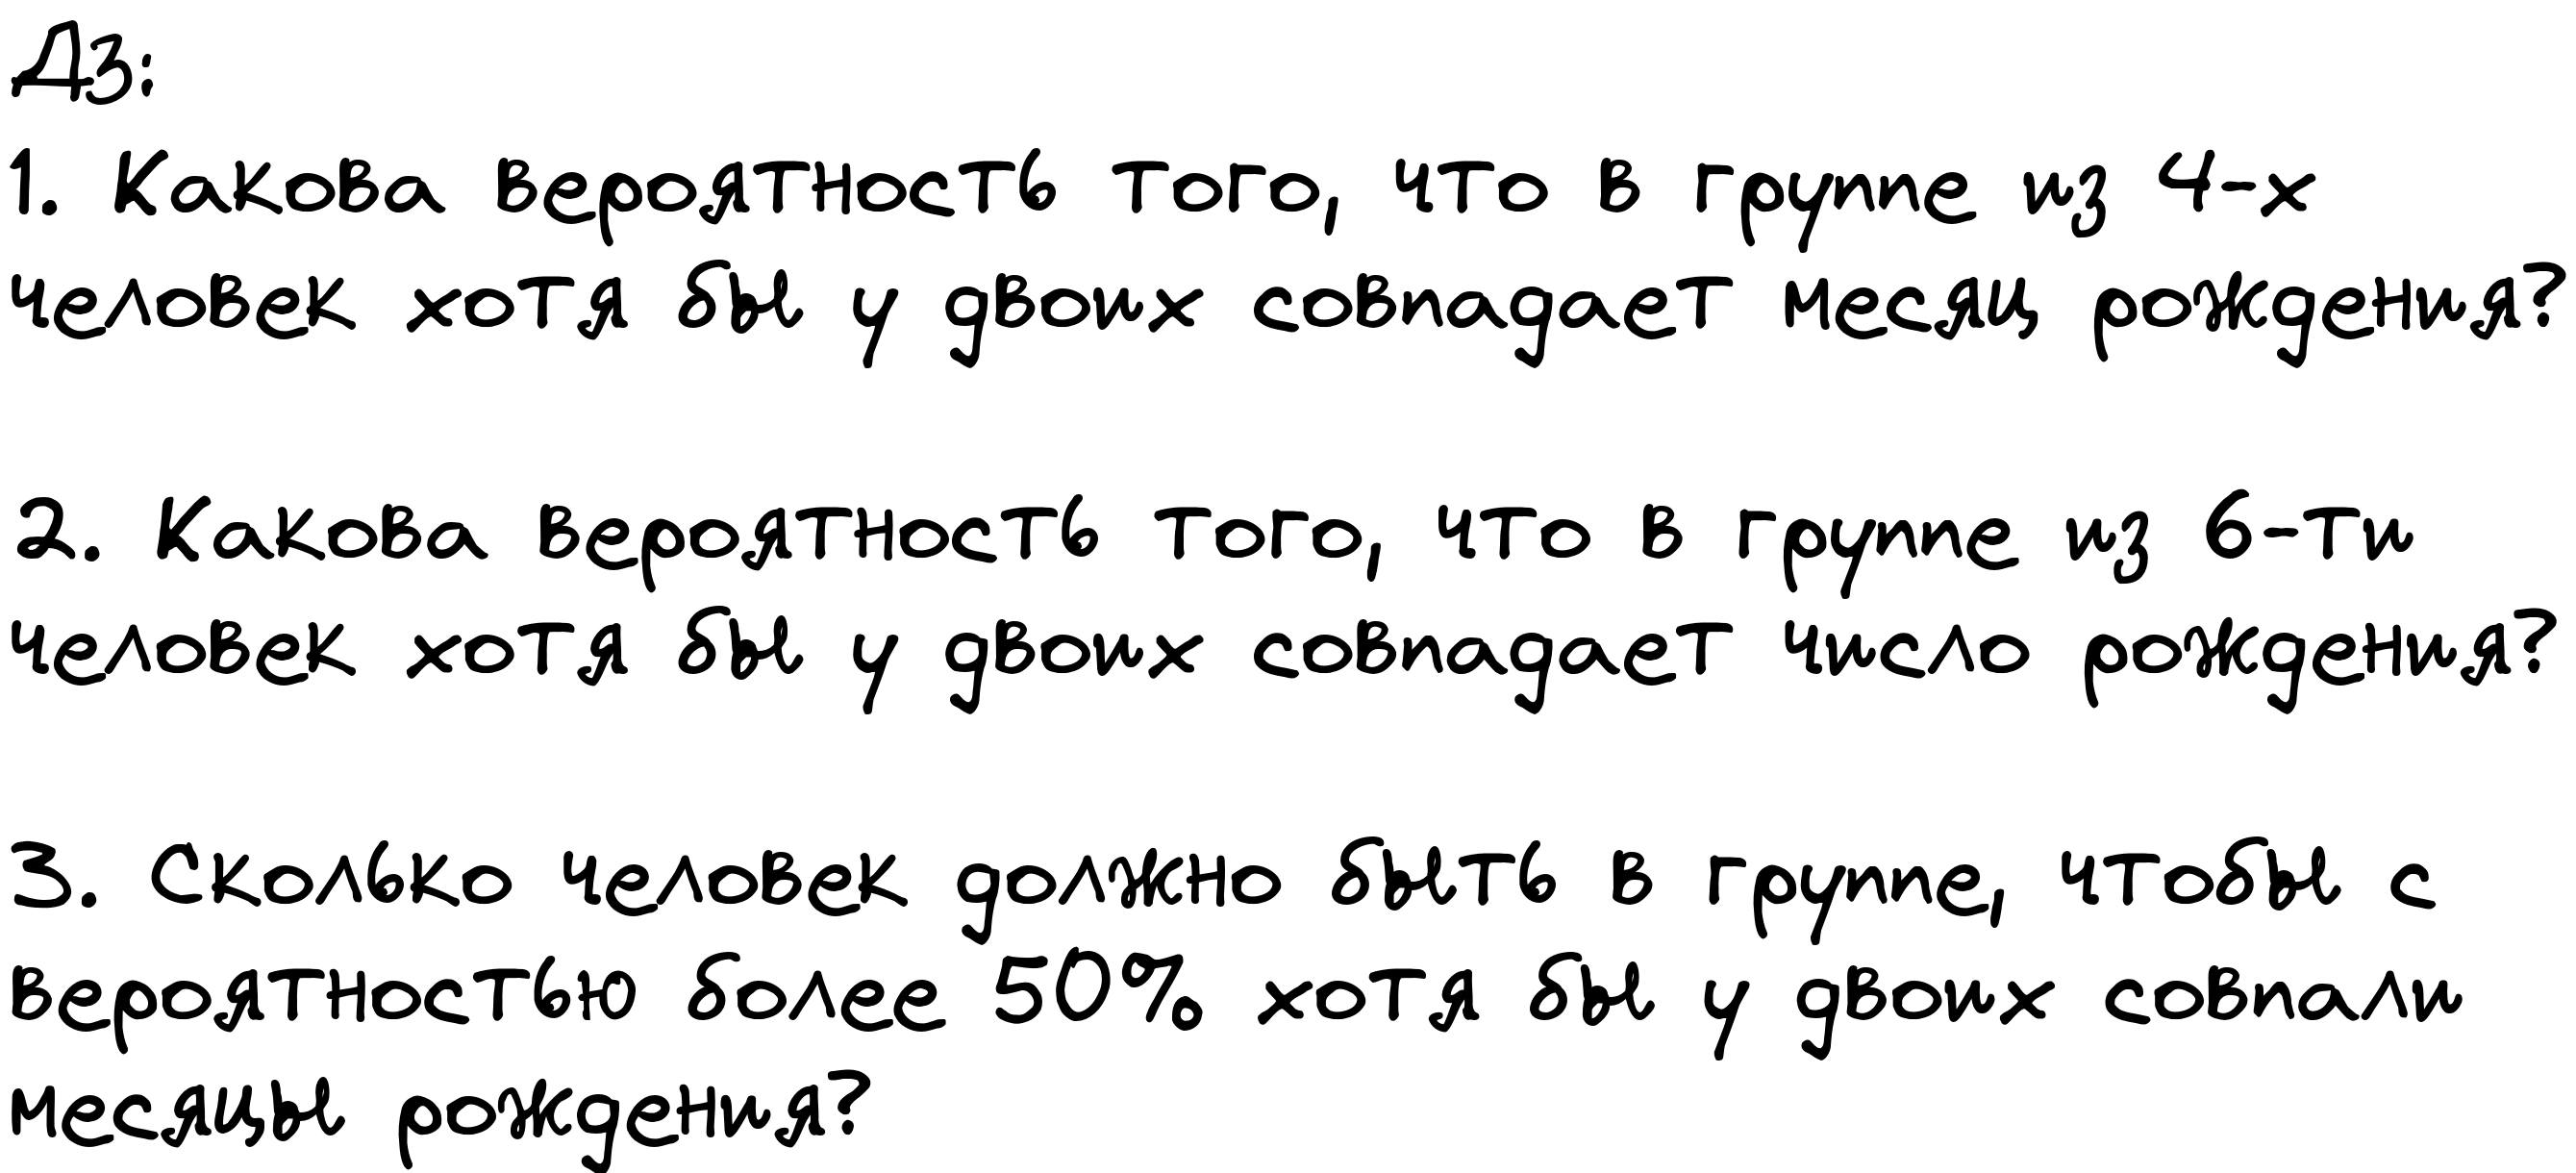 ДЗ:
1. Какова вероятность того, что в группе из 4-х
человек хотя бы у двоих совпадает месяц рождения?
2. Какова вероятность того, что в группе из 6-ти
человек хотя бы у двоих совпадает число рождения?
3. Сколько человек должно быть в группе, чтобы с
вероятностью более 50% хотя бы у двоих совпали
месяцы рождения?